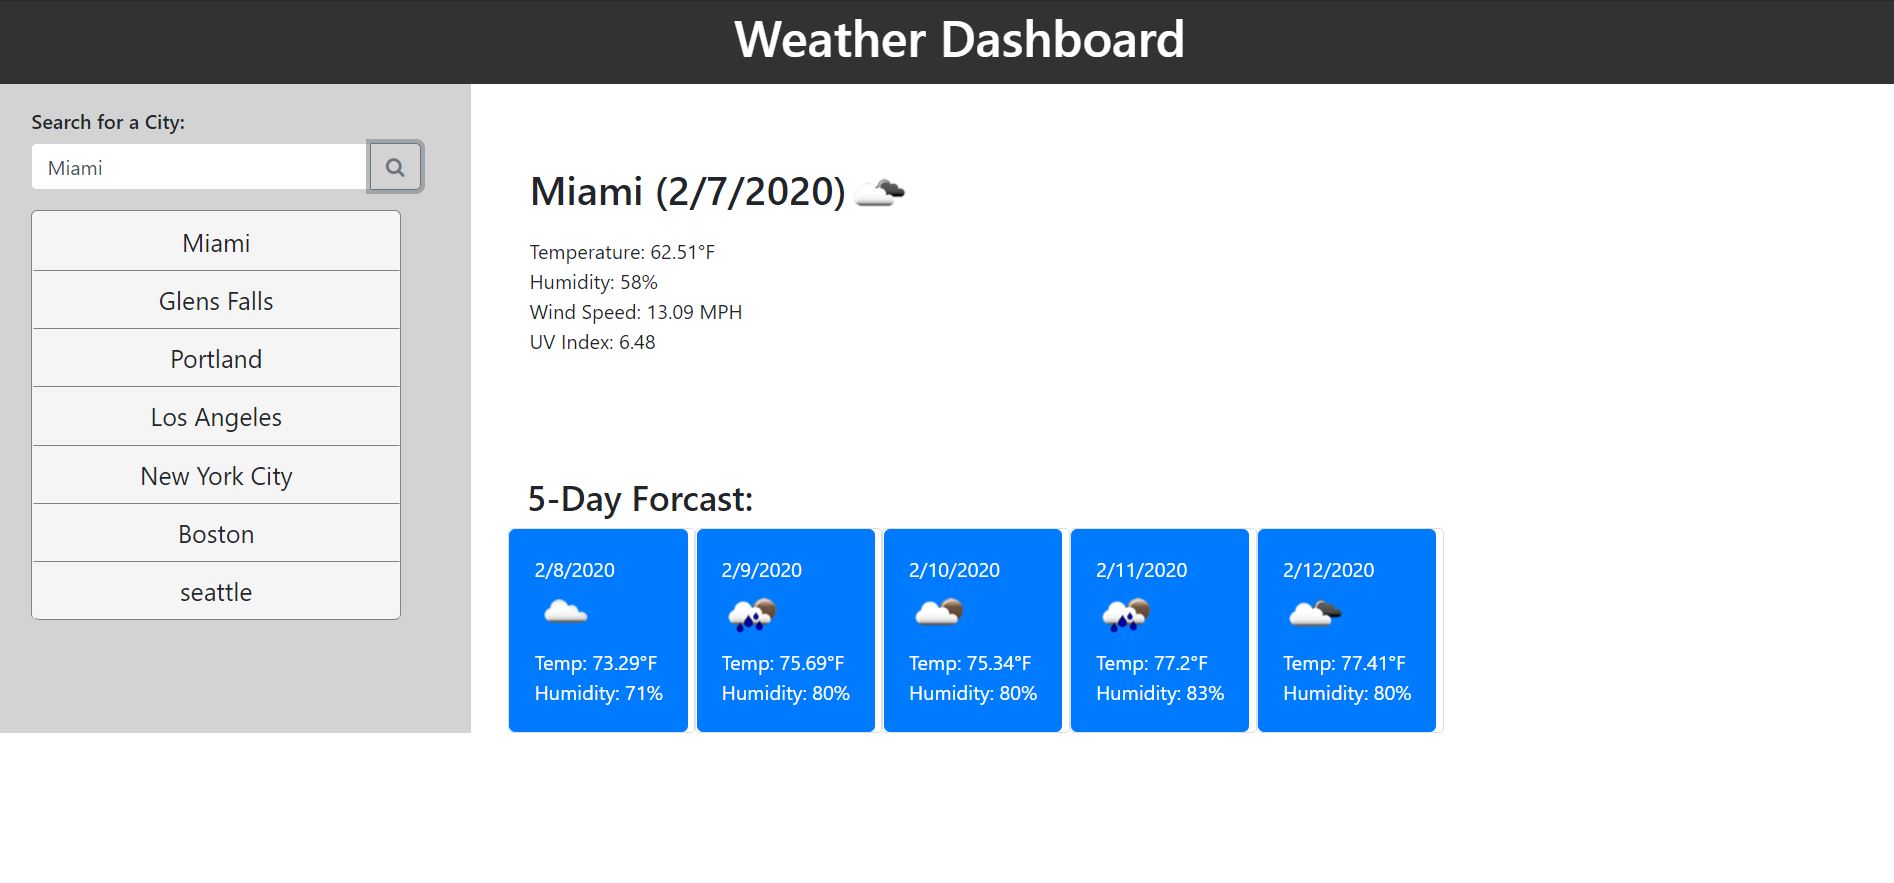 Weather Dashboard
Search for a City:
Miami
Miami
Glens Falls
Portland
Los Angeles
New York City
Boston
seattle
Miami (2/7/2020)
Temperature: 62.51°F
Humidity: 58%
Wind Speed: 13.09 MPH
UV Index: 6.48
5-Day Forcast:
2/8/2020
Temp: 73.29°F
Humidity: 71%
2/9/2020
Temp: 75.69°F
Humidity: 80%
2/10/2020
Temp: 75.34°F
Humidity: 80%
2/11/2020
Temp: 77.2°F
Humidity: 83%
2/12/2020
Temp: 77.41°F
Humidity: 80%